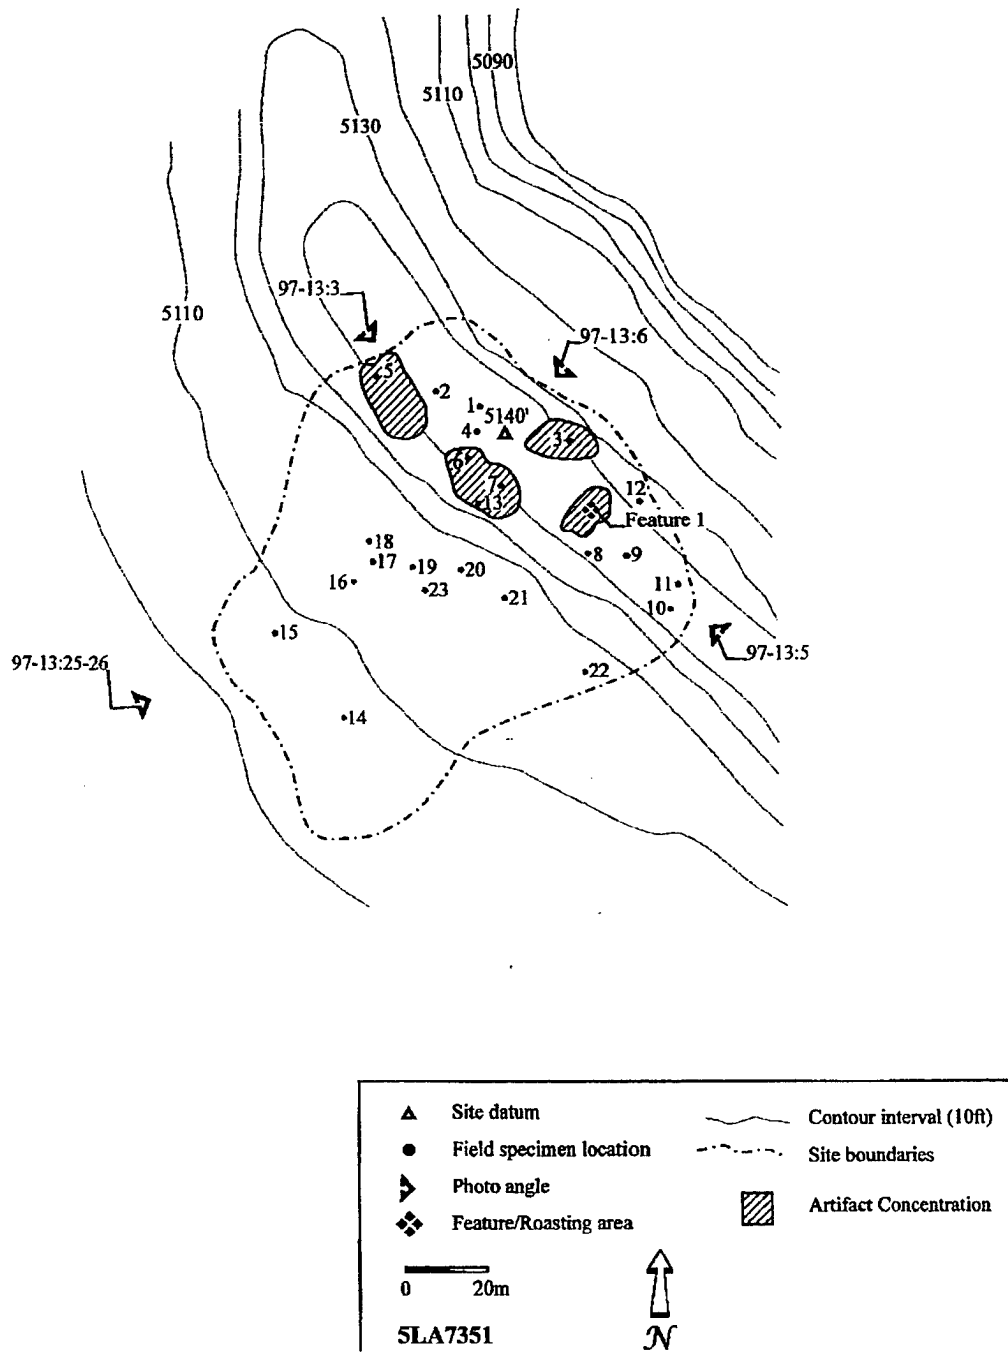 5090
5110
5130
97-13:3
5110
97-13:6
5
2
1
5140'
4
3
6
7
13
12
Feature 1
18
17
19
20
8
9
16
23
21
11
10
15
97-13:5
97-13:25-26
22
14
Site datum
Contour interval (10ft)
Field specimen location
Site boundaries
Photo angle
Artifact Concentration
Feature/Roasting area
0 20m
5LA7351
N